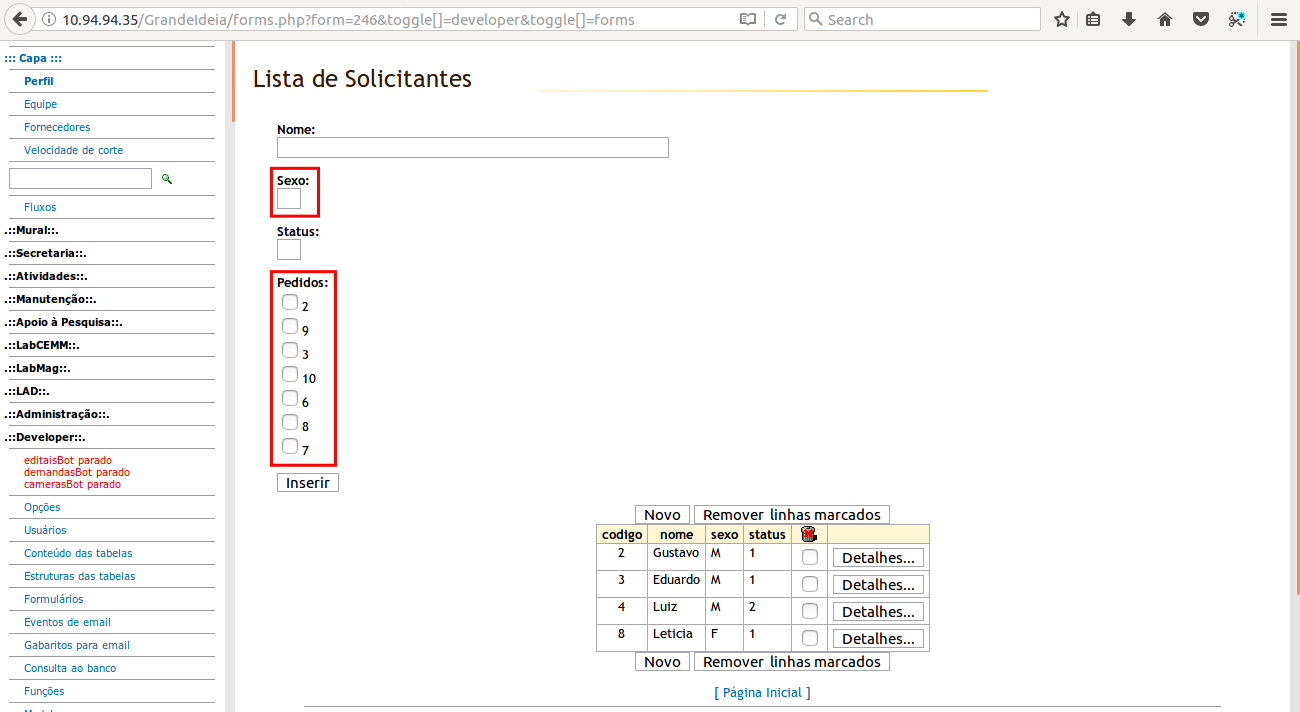 10.94.94.35/GrandeIdeia/forms.php?form=246&toggle[]=developer&toggle[]=forms
Search
::: Capa :::
Perfil
Equipe
Fornecedores
Velocidade de corte
Fluxos
.::Mural::.
.::Secretaria::.
.::Atividades::.
.::Manutenção::.
.::Apoio à Pesquisa::.
.::LabCEMM::.
.::LabMag::.
.::LAD::.
.::Administração::.
.::Developer::.
editaisBot parado
demandasBot parado
camerasBot parado
Opções
Usuários
Conteúdo das tabelas
Estruturas das tabelas
Formulários
Eventos de email
Gabaritos para email
Consulta ao banco
Funções
Lista de Solicitantes
Nome:
Sexo:
Status:
Pedidos:
2
9
3
10
6
8
7
Inserir
Novo Remover linhas marcados
codigo nome sexo status
2 Gustavo M 1 Detalhes...
3 Eduardo M 1 Detalhes...
4 Luiz M 2 Detalhes...
8 Leticia F 1 Detalhes...
Novo Remover linhas marcados
[ Página Inicial ]